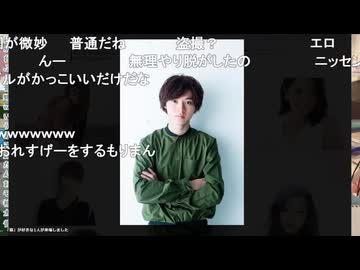 が微妙 普通だね 盗撮? エロ
んー 無理やり脱がしたの ニッセン
ルがかっこいいだけだな
wwwwwww
おれすげーをするもりまん